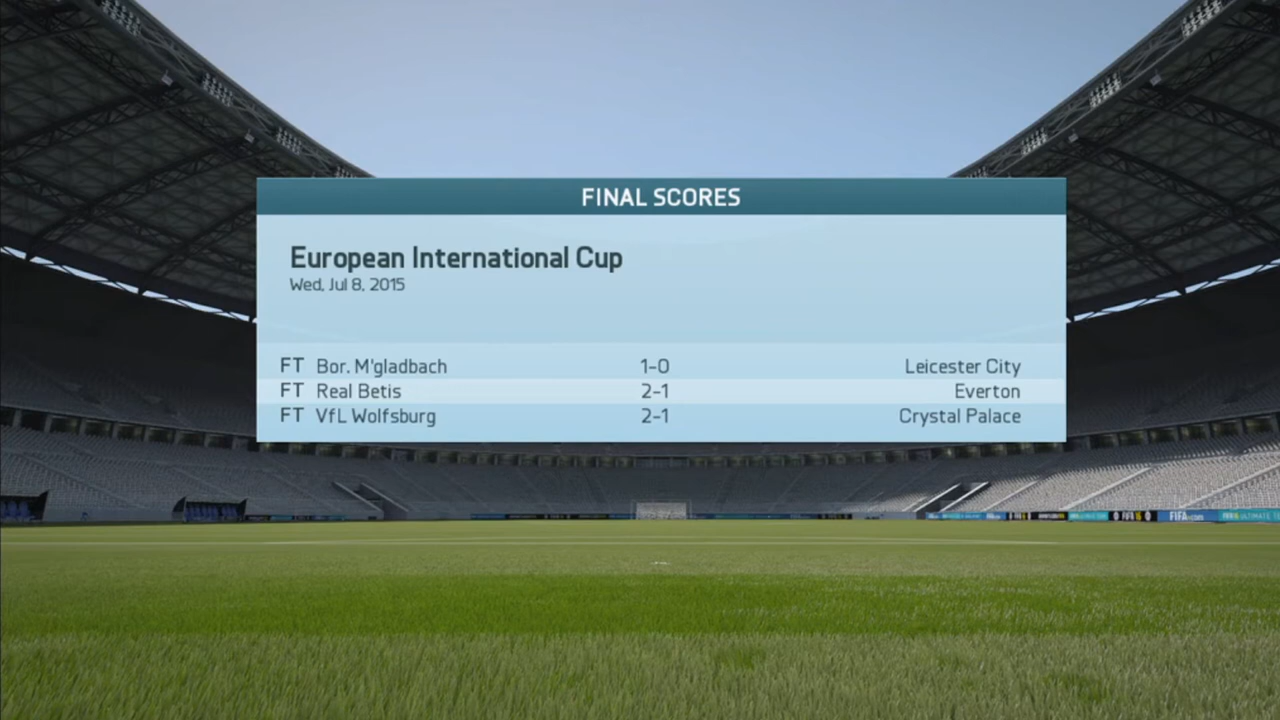 FINAL SCORES
European International Cup
Wed, Jul 8, 2015
FT Bor. M'gladbach 1-0 Leicester City
FT Real Betis 2-1 Everton
FT VfL Wolfsburg 2-1 Crystal Palace
FIFA